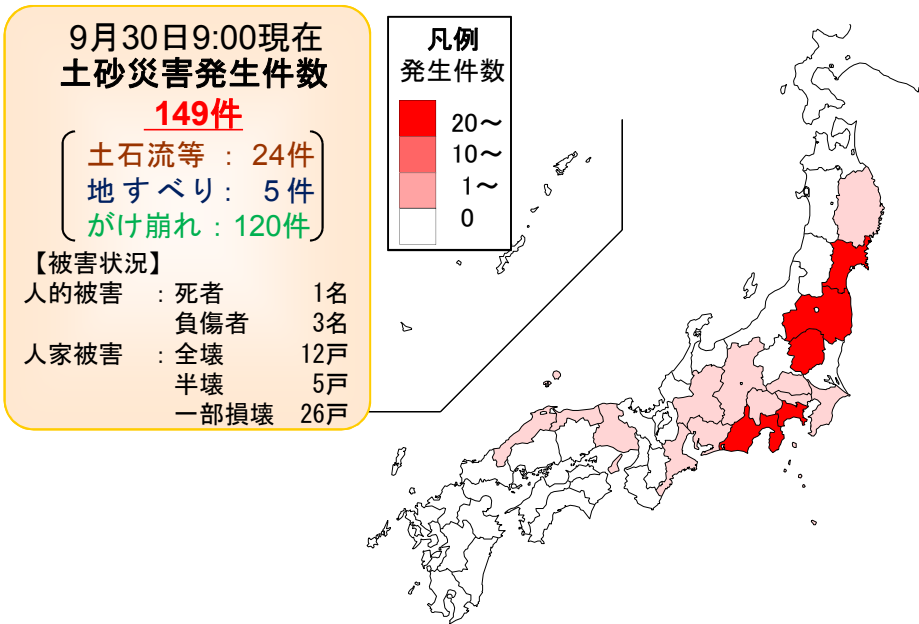 9月30日9:00現在
土砂災害発生件数
149件
土石流等 : 24件
地すべり: 5件
がけ崩れ : 120件
【被害状況】
人的被害 : 死者 1名
負傷者 3名
人家被害 : 全壊 12戸
半壊 5戸
一部損壊 26戸
凡例
発生件数
20～
10～
1～
0